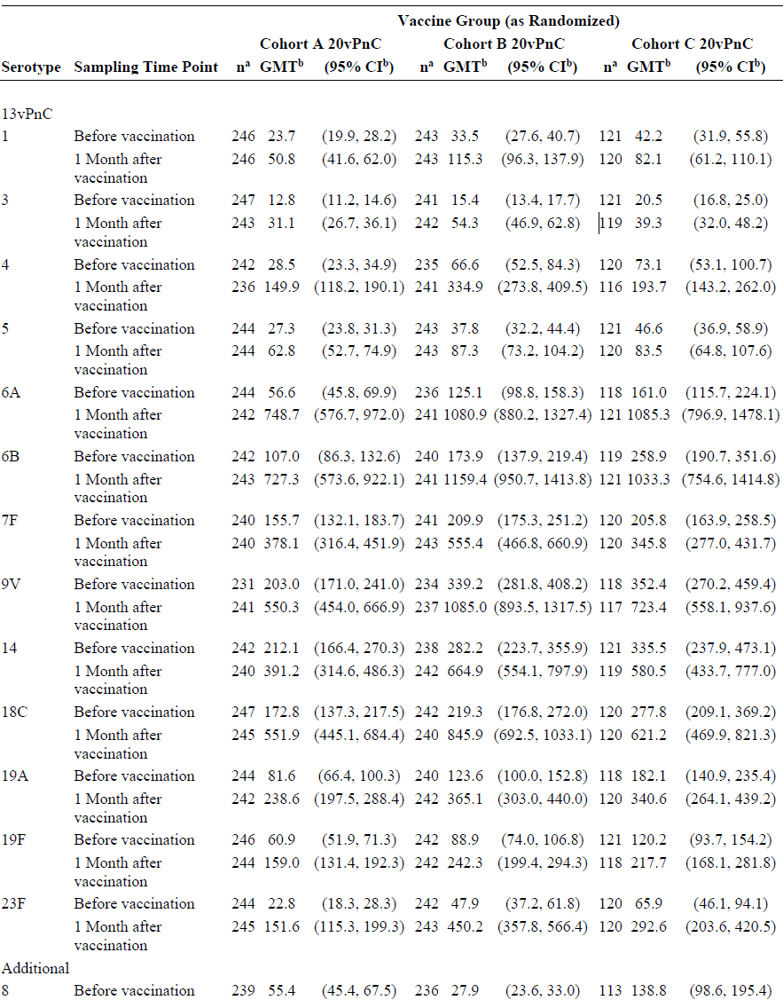 Vaccine Group (as Randomized)
Cohort A 20vPnC Cohort B 20vPnC Cohort C 20vPnC
Serotype Sampling Time Point nᵃ GMTᵇ (95% CIᵇ) nᵃ GMTᵇ (95% CIᵇ) nᵃ GMTᵇ (95% CIᵇ)
13vPnC
1 Before vaccination 246 23.7 (19.9, 28.2) 243 33.5 (27.6, 40.7) 121 42.2 (31.9, 55.8)
1 Month after 246 50.8 (41.6, 62.0) 243 115.3 (96.3, 137.9) 120 82.1 (61.2, 110.1)
vaccination
3 Before vaccination 247 12.8 (11.2, 14.6) 241 15.4 (13.4, 17.7) 121 20.5 (16.8, 25.0)
1 Month after 243 31.1 (26.7, 36.1) 242 54.3 (46.9, 62.8) 119 39.3 (32.0, 48.2)
vaccination
4 Before vaccination 242 28.5 (23.3, 34.9) 235 66.6 (52.5, 84.3) 120 73.1 (53.1, 100.7)
1 Month after 236 149.9 (118.2, 190.1) 241 334.9 (273.8, 409.5) 116 193.7 (143.2, 262.0)
vaccination
5 Before vaccination 244 27.3 (23.8, 31.3) 243 37.8 (32.2, 44.4) 121 46.6 (36.9, 58.9)
1 Month after 244 62.8 (52.7, 74.9) 243 87.3 (73.2, 104.2) 120 83.5 (64.8, 107.6)
vaccination
6A Before vaccination 244 56.6 (45.8, 69.9) 236 125.1 (98.8, 158.3) 118 161.0 (115.7, 224.1)
1 Month after 242 748.7 (576.7, 972.0) 241 1080.9 (880.2, 1327.4) 121 1085.3 (796.9, 1478.1)
vaccination
6B Before vaccination 242 107.0 (86.3, 132.6) 240 173.9 (137.9, 219.4) 119 258.9 (190.7, 351.6)
1 Month after 243 727.3 (573.6, 922.1) 241 1159.4 (950.7, 1413.8) 121 1033.3 (754.6, 1414.8)
vaccination
7F Before vaccination 240 155.7 (132.1, 183.7) 241 209.9 (175.3, 251.2) 120 205.8 (163.9, 258.5)
1 Month after 240 378.1 (316.4, 451.9) 243 555.4 (466.8, 660.9) 120 345.8 (277.0, 431.7)
vaccination
9V Before vaccination 231 203.0 (171.0, 241.0) 234 339.2 (281.8, 408.2) 118 352.4 (270.2, 459.4)
1 Month after 241 550.3 (454.0, 666.9) 237 1085.0 (893.5, 1317.5) 117 723.4 (558.1, 937.6)
vaccination
14 Before vaccination 242 212.1 (166.4, 270.3) 238 282.2 (223.7, 355.9) 121 335.5 (237.9, 473.1)
1 Month after 240 391.2 (314.6, 486.3) 242 664.9 (554.1, 797.9) 119 580.5 (433.7, 777.0)
vaccination
18C Before vaccination 247 172.8 (137.3, 217.5) 242 219.3 (176.8, 272.0) 120 277.8 (209.1, 369.2)
1 Month after 245 551.9 (445.1, 684.4) 240 845.9 (692.5, 1033.1) 120 621.2 (469.9, 821.3)
vaccination
19A Before vaccination 244 81.6 (66.4, 100.3) 240 123.6 (100.0, 152.8) 118 182.1 (140.9, 235.4)
1 Month after 242 238.6 (197.5, 288.4) 242 365.1 (303.0, 440.0) 120 340.6 (264.1, 439.2)
vaccination
19F Before vaccination 246 60.9 (51.9, 71.3) 242 88.9 (74.0, 106.8) 121 120.2 (93.7, 154.2)
1 Month after 244 159.0 (131.4, 192.3) 242 242.3 (199.4, 294.3) 118 217.7 (168.1, 281.8)
vaccination
23F Before vaccination 244 22.8 (18.3, 28.3) 242 47.9 (37.2, 61.8) 120 65.9 (46.1, 94.1)
1 Month after 245 151.6 (115.3, 199.3) 243 450.2 (357.8, 566.4) 120 292.6 (203.6, 420.5)
vaccination
Additional
8 Before vaccination 239 55.4 (45.4, 67.5) 236 27.9 (23.6, 33.0) 113 138.8 (98.6, 195.4)